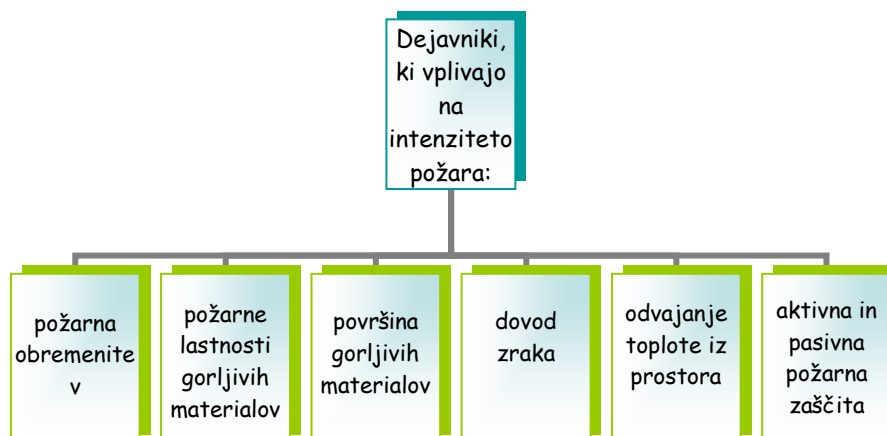 Dejavniki,
ki vplivajo
na
intenziteto
požara:
požarna
obremenite
v
požarne
lastnosti
gorljivih
materialov
površina
gorljivih
materialov
dovod
zraka
odvajanje
toplote iz
prostora
aktivna in
pasivna
požarna
zaščita